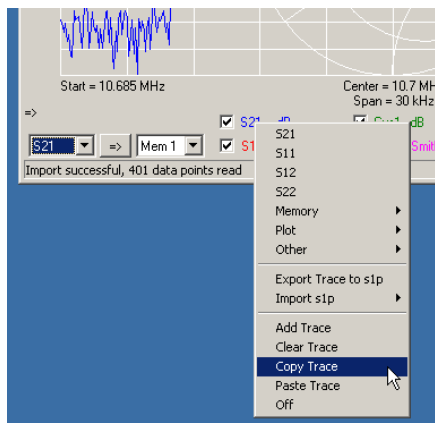 Start = 10.685 MHz
Center = 10.7 MH
Span = 30 kHz
=>
S21 dB
dB
S21
=>
Mem 1
S1
Smit
Import successful, 401 data points read
S21
S11
S12
S22
Memory
Plot
Other
Export Trace to s1p
Import s1p
Add Trace
Clear Trace
Copy Trace
Paste Trace
Off